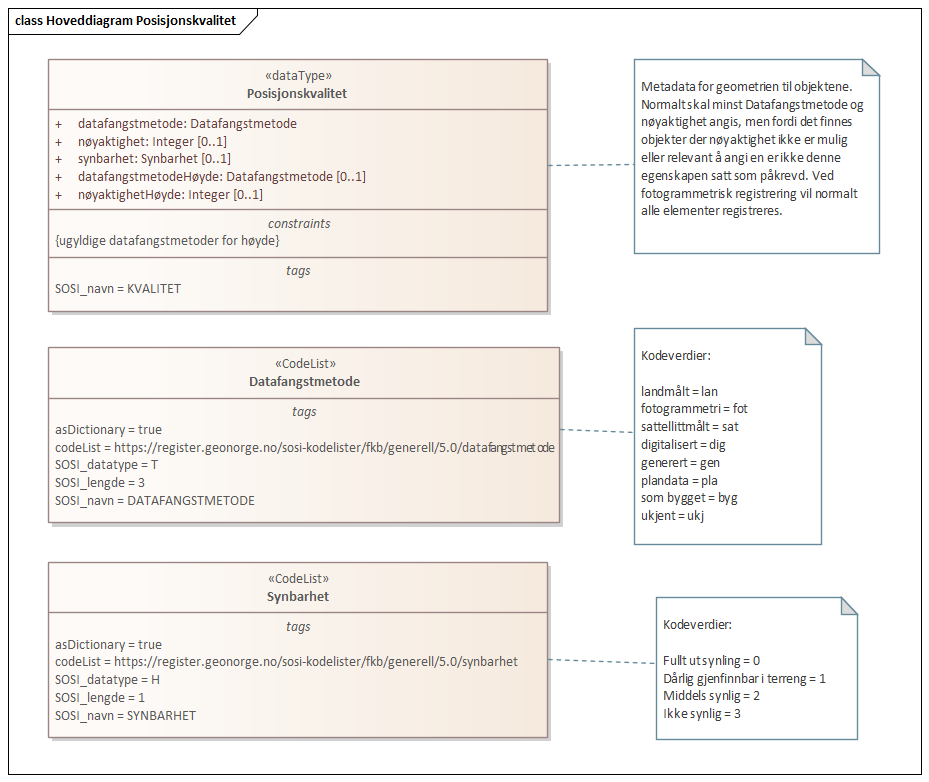 class Hoveddiagram Posisjonskvalitet
«dataType»
Posisjonskvalitet
+ datafangstmetode: Datafangstmetode
+ nøyaktighet: Integer [0..1]
+ synbarhet: Synbarhet [0..1]
+ datafangstmetodeHøyde: Datafangstmetode [0..1]
+ nøyaktighetHøyde: Integer [0..1]
constraints
{ugyldige datafangstmetoder for høyde}
tags
SOSI_navn = KVALITET
Metadata for geometrien til objektene.
Normalt skal minst Datafangstmetode og
nøyaktighet angis, men fordi det finnes
objekter der nøyaktighet ikke er mulig
eller relevant å angi en er ikke denne
egenskapen satt som påkrevd. Ved
fotogrammetrisk registrering vil normalt
alle elementer registreres.
«CodeList»
Datafangstmetode
tags
asDictionary = true
codeList = https://register.geonorge.no/sosi-kodelister/fkb/generell/5.0/datafangstmetode
SOSI_datatype = T
SOSI_lengde = 3
SOSI_navn = DATAFANGSTMETODE
Kodeverdier:
landmålt = lan
fotogrammetri = fot
sattellittmålt = sat
digitalisert = dig
generert = gen
plandata = pla
som bygget = byg
ukjent = ukj
«CodeList»
Synbarhet
tags
asDictionary = true
codeList = https://register.geonorge.no/sosi-kodelister/fkb/generell/5.0/synbarhet
SOSI_datatype = H
SOSI_lengde = 1
SOSI_navn = SYNBARHET
Kodeverdier:
Fullt ut synling = 0
Dårlig gjenfinnbar i terreng = 1
Middels synlig = 2
Ikke synlig = 3